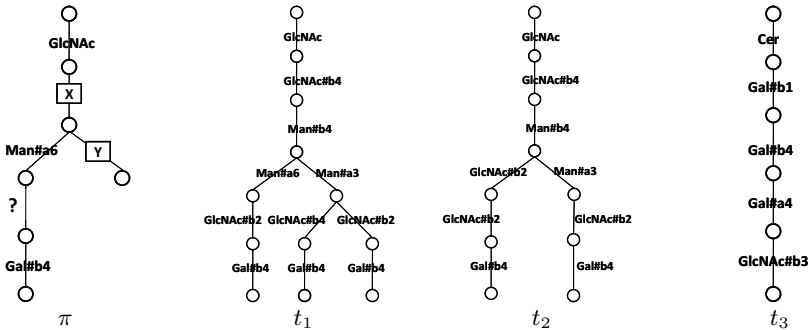 GlcNAc
X
Man#a6 Y
?
Gal#b4
π
GlcNAc
GlcNAc#b4
Man#b4
Man#a6 Man#a3
GlcNAc#b2 GlcNAc#b4 GlcNAc#b2
Gal#b4 Gal#b4 Gal#b4
t₁
GlcNAc
GlcNAc#b4
Man#b4
GlcNAc#b2 Man#a3
GlcNAc#b2 GlcNAc#b2
Gal#b4 Gal#b4
t₂
Cer
Gal#b1
Gal#b4
Gal#a4
GlcNAc#b3
t₃